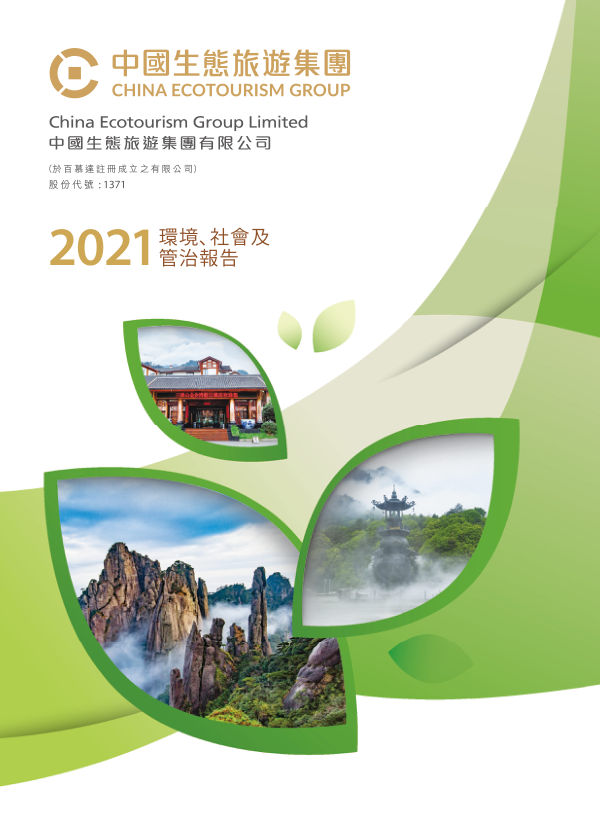 中國生態旅遊集團
CHINA ECOTOURISM GROUP
China Ecotourism Group Limited
中國生態旅遊集團有限公司
(於百慕達註冊成立之有限公司)
股份代號 : 1371
2021 環境、社會及
管治報告